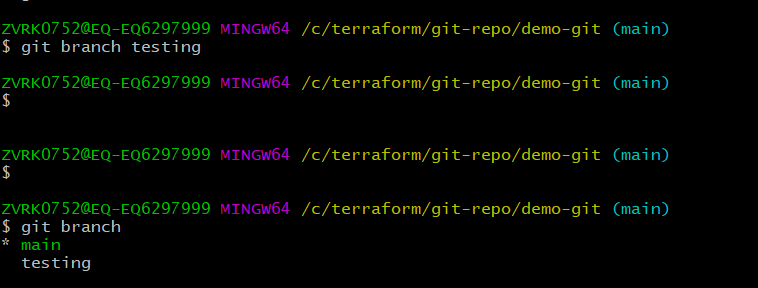 ZVRK0752@EQ-EQ6297999 MINGW64 /c/terraform/git-repo/demo-git (main)
$ git branch testing
ZVRK0752@EQ-EQ6297999 MINGW64 /c/terraform/git-repo/demo-git (main)
$
ZVRK0752@EQ-EQ6297999 MINGW64 /c/terraform/git-repo/demo-git (main)
$
ZVRK0752@EQ-EQ6297999 MINGW64 /c/terraform/git-repo/demo-git (main)
$ git branch
* main
testing